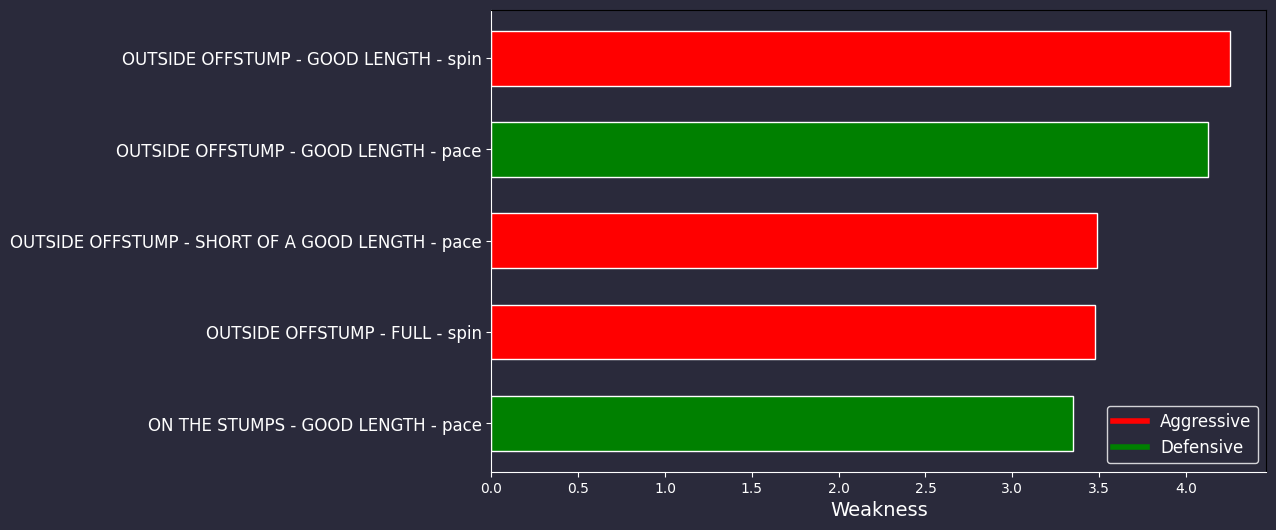 OUTSIDE OFFSTUMP - GOOD LENGTH - spin
OUTSIDE OFFSTUMP - GOOD LENGTH - pace
OUTSIDE OFFSTUMP - SHORT OF A GOOD LENGTH - pace
OUTSIDE OFFSTUMP - FULL - spin
ON THE STUMPS - GOOD LENGTH - pace
Aggressive
Defensive
0.0 0.5 1.0 1.5 2.0 2.5 3.0 3.5 4.0
Weakness